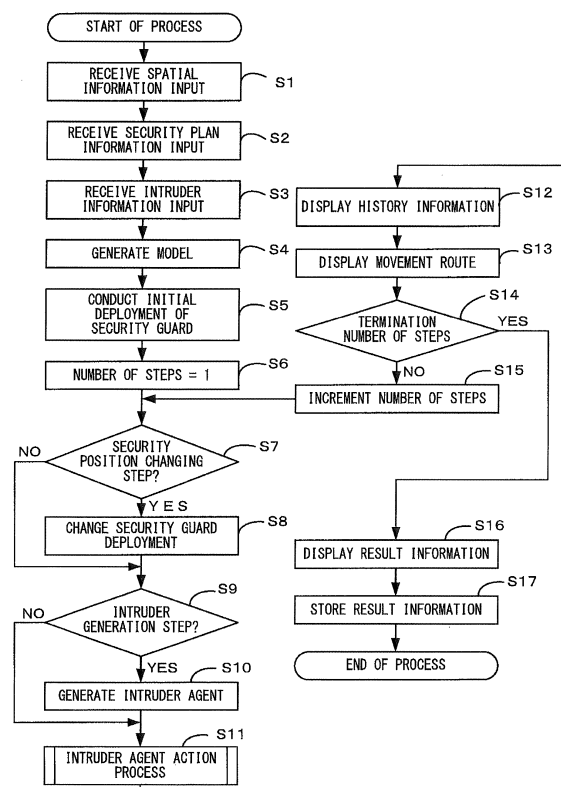 START OF PROCESS
RECEIVE SPATIAL
INFORMATION INPUT
S1
RECEIVE SECURITY PLAN
INFORMATION INPUT
S2
RECEIVE INTRUDER
INFORMATION INPUT
S3
GENERATE MODEL
S4
CONDUCT INITIAL
DEPLOYMENT OF
SECURITY GUARD
S5
NUMBER OF STEPS = 1
S6
SECURITY
POSITION CHANGING
STEP?
S7
NO
YES
CHANGE SECURITY GUARD
DEPLOYMENT
S8
INTRUDER
GENERATION STEP?
S9
NO
YES
GENERATE INTRUDER AGENT
S10
INTRUDER AGENT ACTION
PROCESS
S11
DISPLAY HISTORY INFORMATION
S12
DISPLAY MOVEMENT ROUTE
S13
TERMINATION
NUMBER OF STEPS
S14
YES
NO
INCREMENT NUMBER OF STEPS
S15
DISPLAY RESULT INFORMATION
S16
STORE RESULT INFORMATION
S17
END OF PROCESS